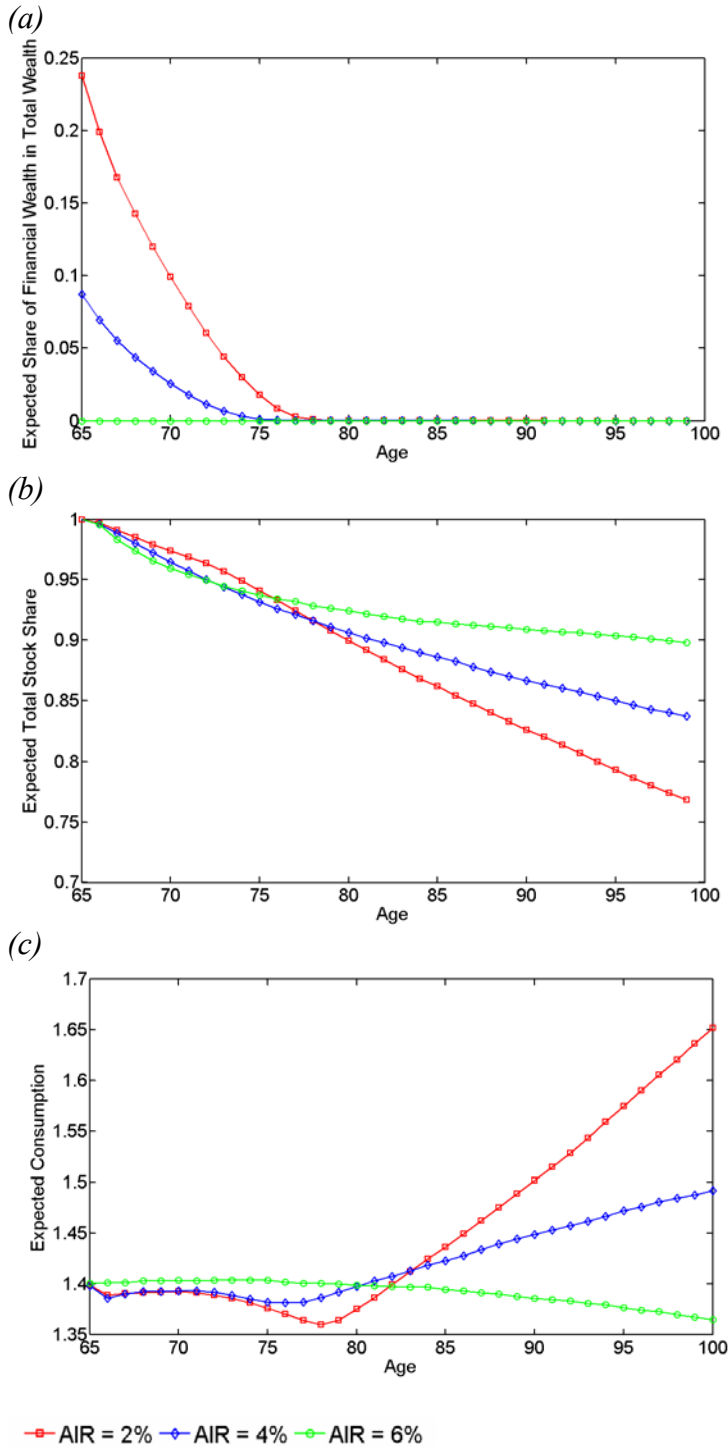 (a)
Expected Share of Financial Wealth in Total Wealth
0.25
0.2
0.15
0.1
0.05
0
65 70 75 80 85 90 95 100
Age
(b)
Expected Total Stock Share
1
0.95
0.9
0.85
0.8
0.75
0.7
65 70 75 80 85 90 95 100
Age
(c)
Expected Consumption
1.7
1.65
1.6
1.55
1.5
1.45
1.4
1.35
65 70 75 80 85 90 95 100
Age
AIR = 2% AIR = 4% AIR = 6%